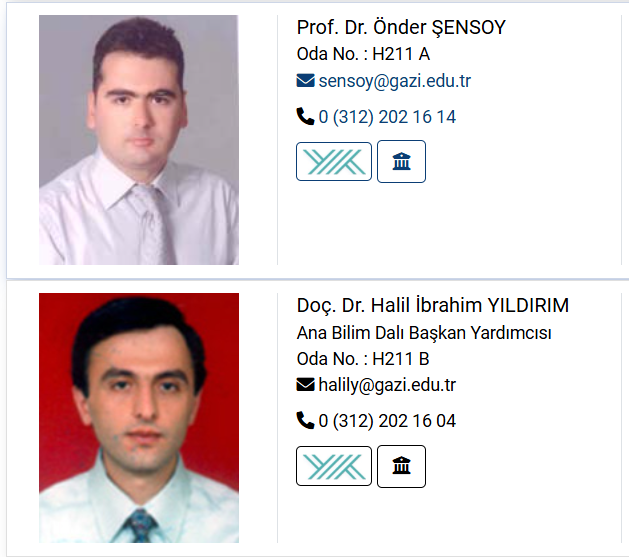 Prof. Dr. Önder ŞENSOY
Oda No. : H211 A
sensoy@gazi.edu.tr
0 (312) 202 16 14
Doç. Dr. Halil İbrahim YILDIRIM
Ana Bilim Dalı Başkan Yardımcısı
Oda No. : H211 B
halily@gazi.edu.tr
0 (312) 202 16 04